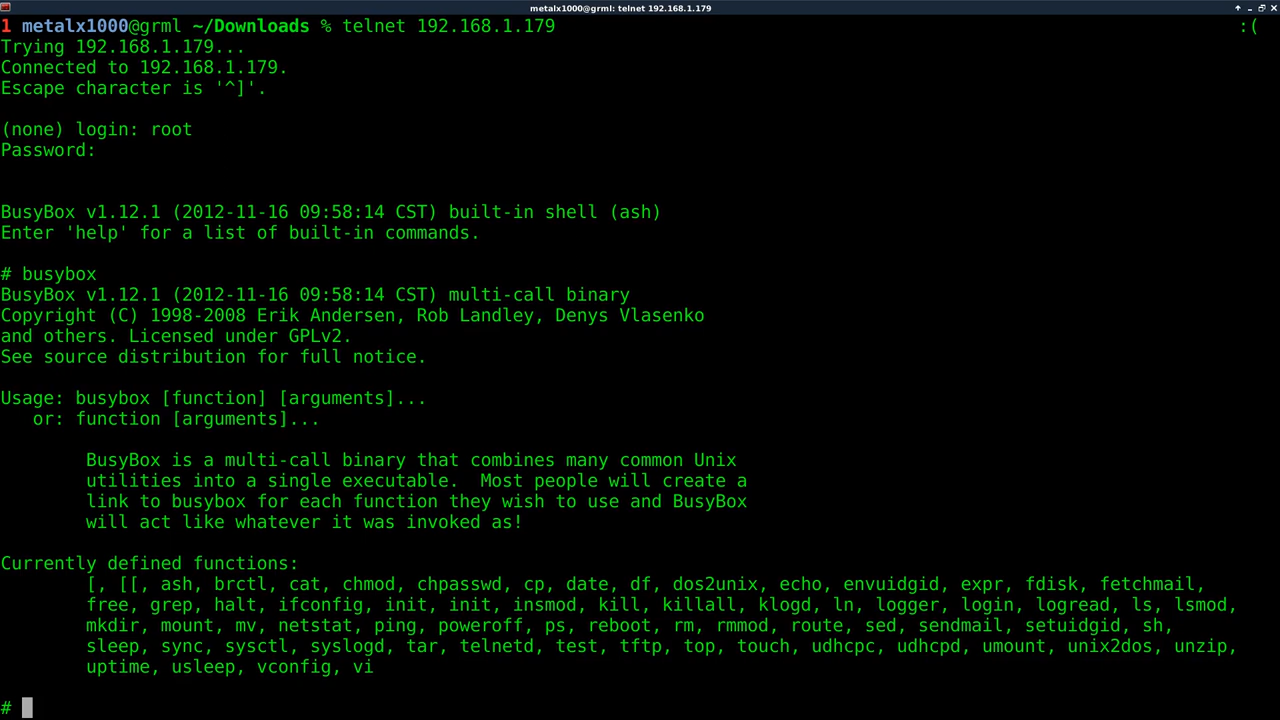 metalx1000@grml: telnet 192.168.1.179
1 metalx1000@grml ~/Downloads % telnet 192.168.1.179 :(
Trying 192.168.1.179...
Connected to 192.168.1.179.
Escape character is '^]'.
(none) login: root
Password:
BusyBox v1.12.1 (2012-11-16 09:58:14 CST) built-in shell (ash)
Enter 'help' for a list of built-in commands.
# busybox
BusyBox v1.12.1 (2012-11-16 09:58:14 CST) multi-call binary
Copyright (C) 1998-2008 Erik Andersen, Rob Landley, Denys Vlasenko
and others. Licensed under GPLv2.
See source distribution for full notice.
Usage: busybox [function] [arguments]...
or: function [arguments]...
BusyBox is a multi-call binary that combines many common Unix
utilities into a single executable.  Most people will create a
link to busybox for each function they wish to use and BusyBox
will act like whatever it was invoked as!
Currently defined functions:
[, [[, ash, brctl, cat, chmod, chpasswd, cp, date, df, dos2unix, echo, envuidgid, expr, fdisk, fetchmail,
free, grep, halt, ifconfig, init, init, insmod, kill, killall, klogd, ln, logger, login, logread, ls, lsmod,
mkdir, mount, mv, netstat, ping, poweroff, ps, reboot, rm, rmmod, route, sed, sendmail, setuidgid, sh,
sleep, sync, sysctl, syslogd, tar, telnetd, test, tftp, top, touch, udhcpc, udhcpd, umount, unix2dos, unzip,
uptime, usleep, vconfig, vi
#